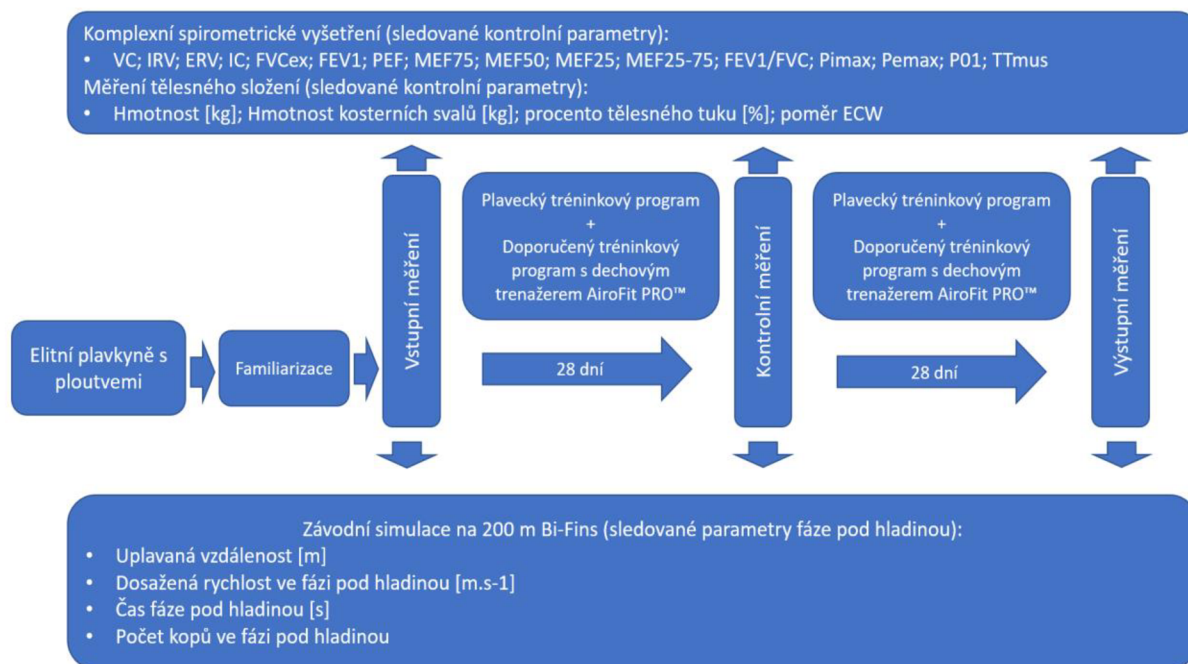 Komplexní spirometrické vyšetření (sledované kontrolní parametry):
• VC; IRV; ERV; IC; FVCex; FEV1; PEF; MEF75; MEF50; MEF25; MEF25-75; FEV1/FVC; Pimax; Pemax; P01; TTmus
Měření tělesného složení (sledované kontrolní parametry):
• Hmotnost [kg]; Hmotnost kosterních svalů [kg]; procento tělesného tuku [%]; poměr ECW
Elitní plavkyně s
ploutvemi
Familiarizace
Vstupní měření
Plavecký tréninkový program
+
Doporučený tréninkový
program s dechovým
trenažerem AiroFit PRO™
28 dní
Kontrolní měření
Plavecký tréninkový program
+
Doporučený tréninkový
program s dechovým
trenažerem AiroFit PRO™
28 dní
Výstupní měření
Závodní simulace na 200 m Bi-Fins (sledované parametry fáze pod hladinou):
• Uplavaná vzdálenost [m]
• Dosažená rychlost ve fázi pod hladinou [m.s-1]
• Čas fáze pod hladinou [s]
• Počet kopů ve fázi pod hladinou